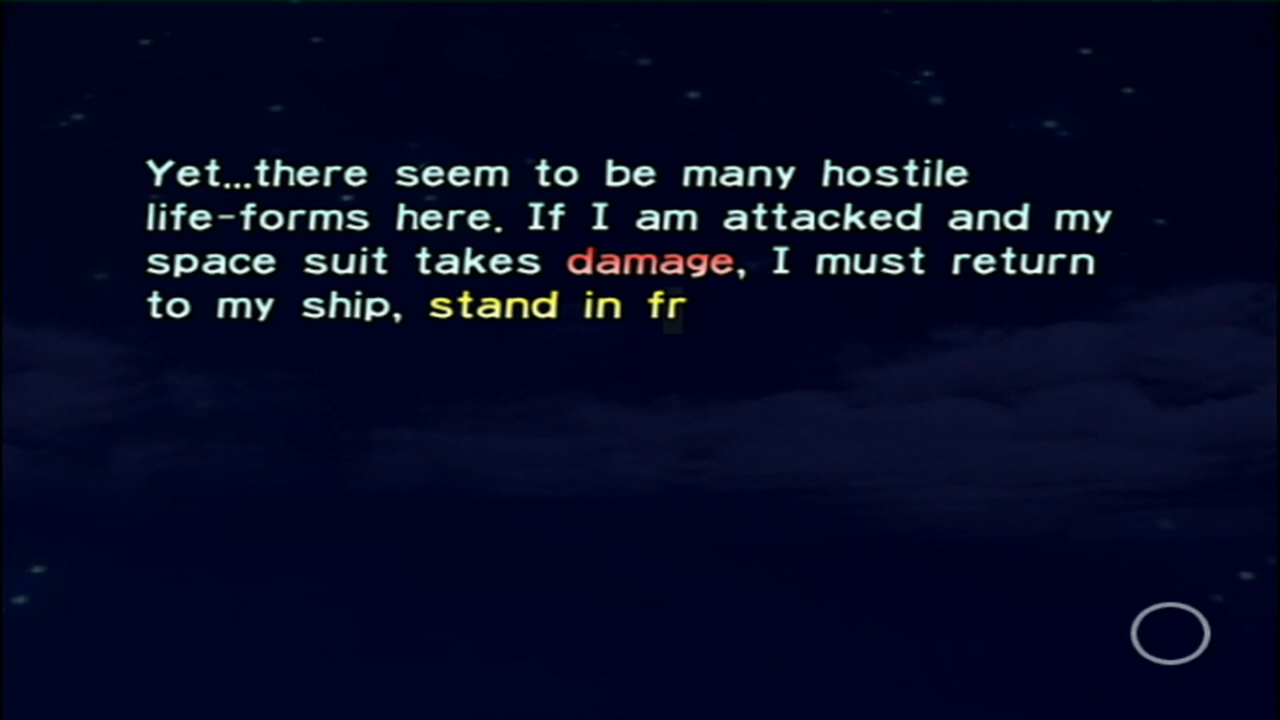 Yet...there seem to be many hostile
life-forms here. If I am attacked and my
space suit takes damage, I must return
to my ship, stand in fr